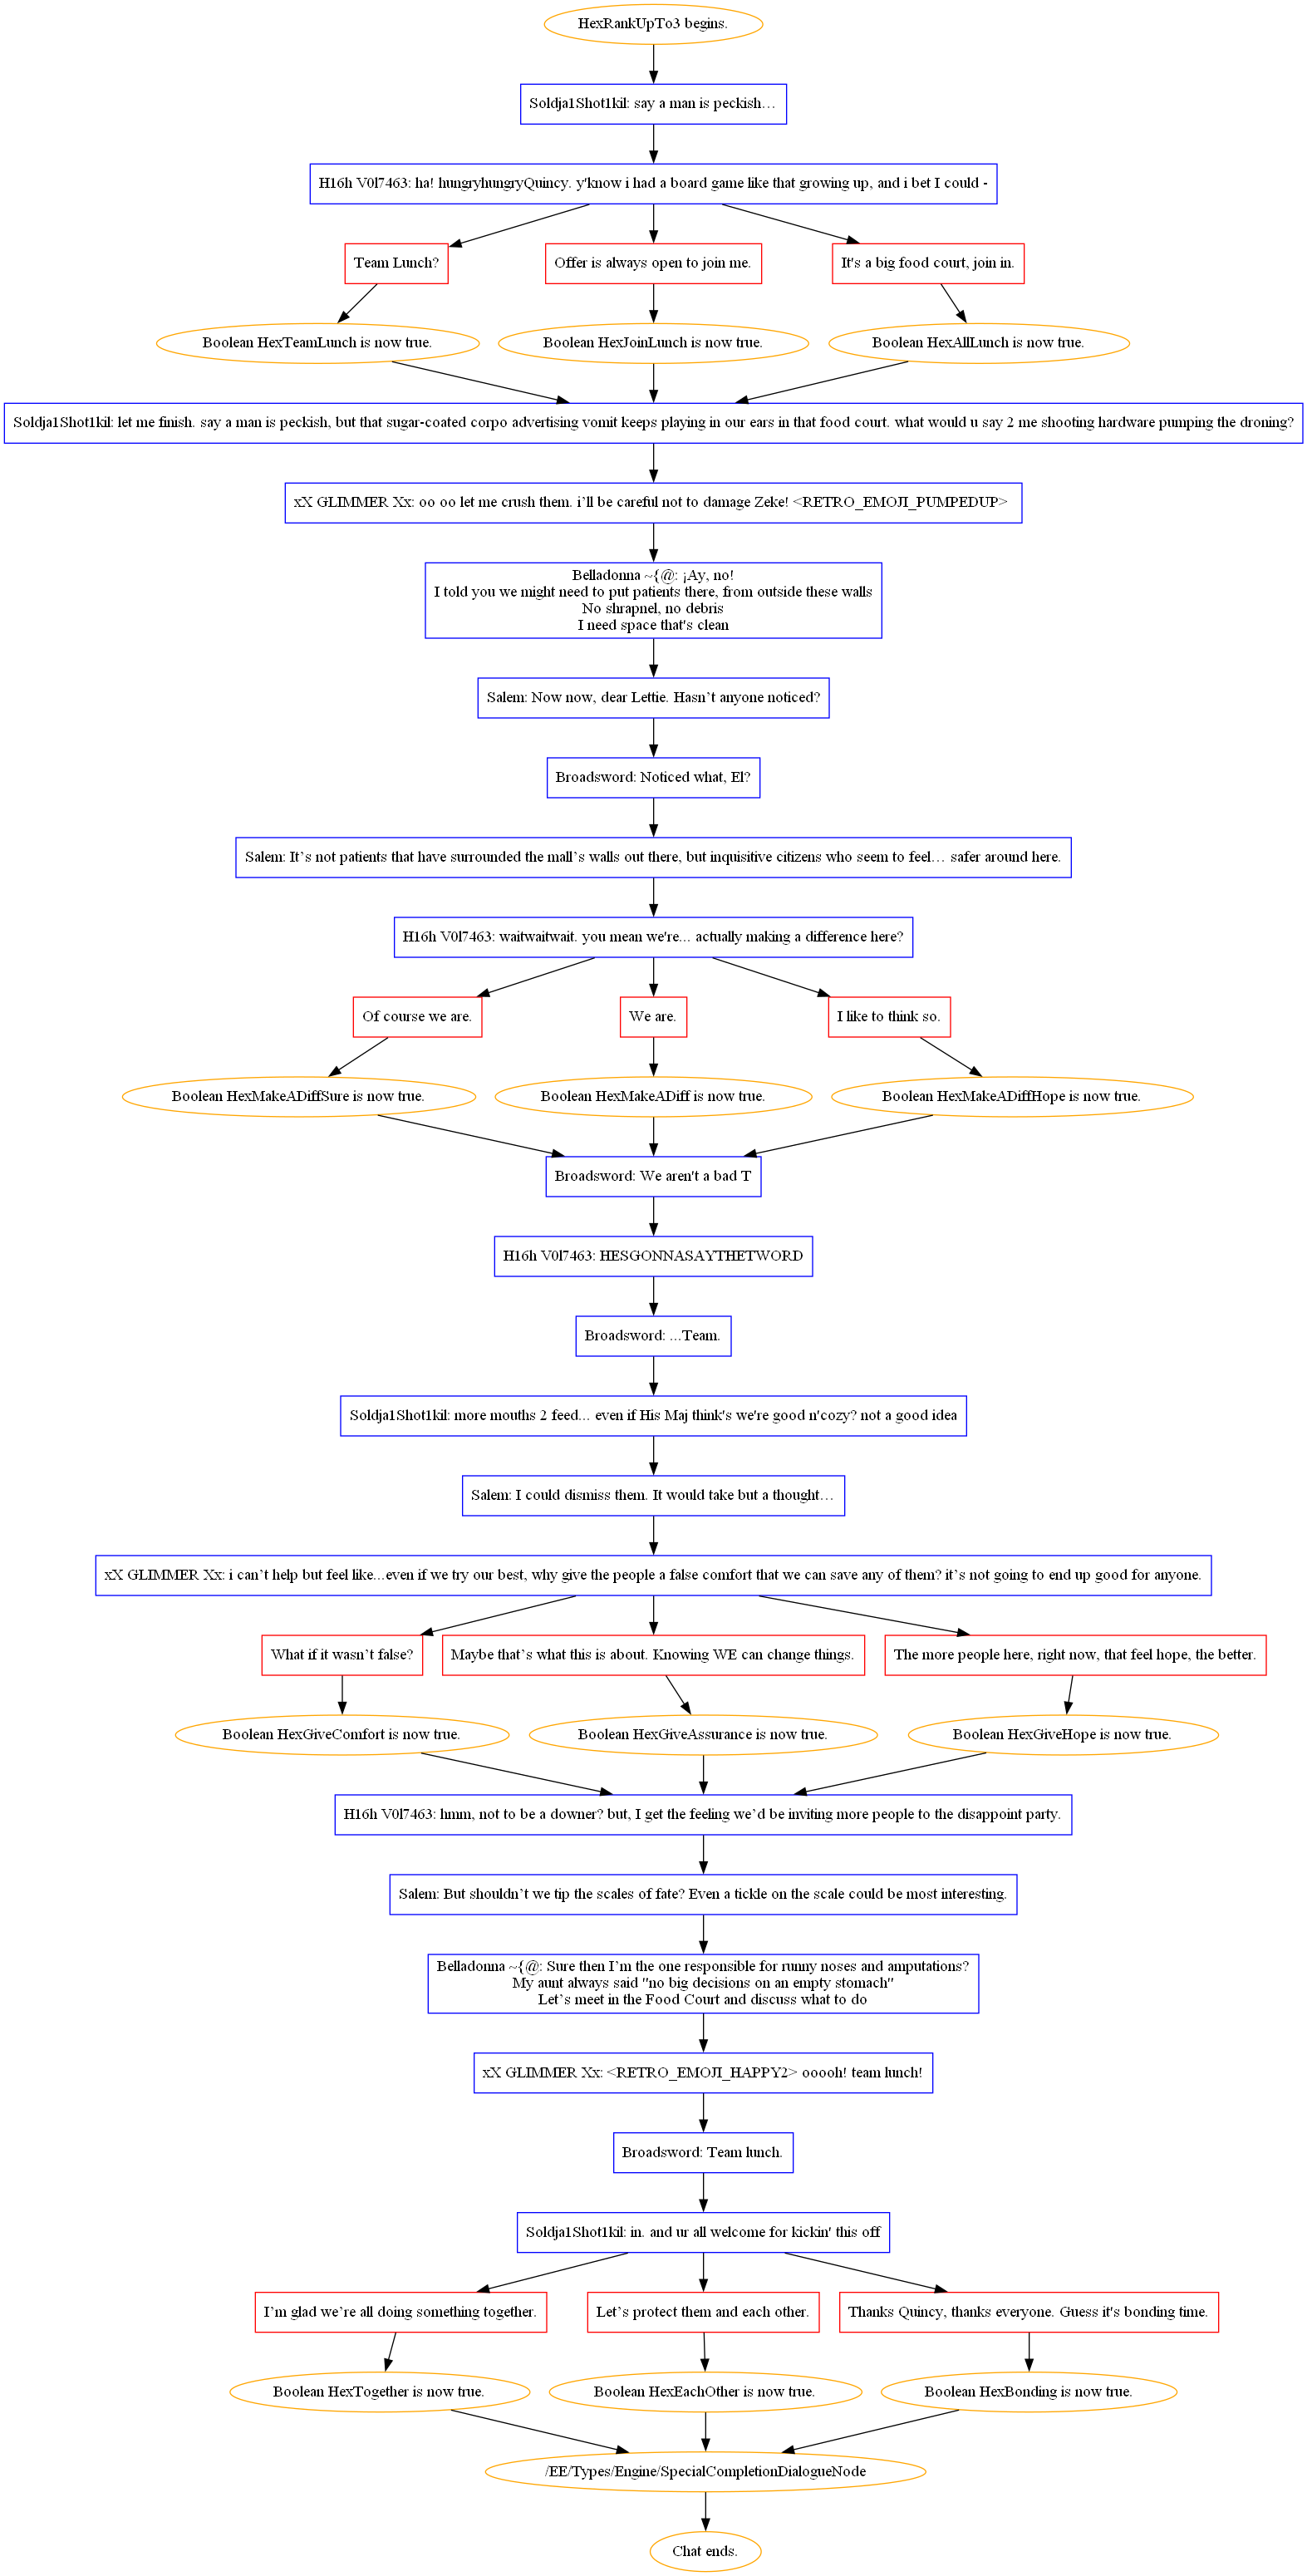 HexRankUpTo3 begins.
Soldja1Shot1kil: say a man is peckish…
H16h V0l7463: ha! hungryhungryQuincy. y'know i had a board game like that growing up, and i bet I could -
Team Lunch?
Offer is always open to join me.
It's a big food court, join in.
Boolean HexTeamLunch is now true.
Boolean HexJoinLunch is now true.
Boolean HexAllLunch is now true.
Soldja1Shot1kil: let me finish. say a man is peckish, but that sugar-coated corpo advertising vomit keeps playing in our ears in that food court. what would u say 2 me shooting hardware pumping the droning?
xX GLIMMER Xx: oo oo let me crush them. i’ll be careful not to damage Zeke! <RETRO_EMOJI_PUMPEDUP>
Belladonna ~{@: ¡Ay, no!
I told you we might need to put patients there, from outside these walls
No shrapnel, no debris
I need space that's clean
Salem: Now now, dear Lettie. Hasn’t anyone noticed?
Broadsword: Noticed what, El?
Salem: It’s not patients that have surrounded the mall’s walls out there, but inquisitive citizens who seem to feel… safer around here.
H16h V0l7463: waitwaitwait. you mean we're... actually making a difference here?
Of course we are.
We are.
I like to think so.
Boolean HexMakeADiffSure is now true.
Boolean HexMakeADiff is now true.
Boolean HexMakeADiffHope is now true.
Broadsword: We aren't a bad T
H16h V0l7463: HESGONNASAYTHETWORD
Broadsword: ...Team.
Soldja1Shot1kil: more mouths 2 feed... even if His Maj think's we're good n'cozy? not a good idea
Salem: I could dismiss them. It would take but a thought…
xX GLIMMER Xx: i can’t help but feel like...even if we try our best, why give the people a false comfort that we can save any of them? it’s not going to end up good for anyone.
What if it wasn’t false?
Maybe that’s what this is about. Knowing WE can change things.
The more people here, right now, that feel hope, the better.
Boolean HexGiveComfort is now true.
Boolean HexGiveAssurance is now true.
Boolean HexGiveHope is now true.
H16h V0l7463: hmm, not to be a downer? but, I get the feeling we’d be inviting more people to the disappoint party.
Salem: But shouldn’t we tip the scales of fate? Even a tickle on the scale could be most interesting.
Belladonna ~{@: Sure then I’m the one responsible for runny noses and amputations?
My aunt always said "no big decisions on an empty stomach"
Let’s meet in the Food Court and discuss what to do
xX GLIMMER Xx: <RETRO_EMOJI_HAPPY2> ooooh! team lunch!
Broadsword: Team lunch.
Soldja1Shot1kil: in. and ur all welcome for kickin' this off
I’m glad we’re all doing something together.
Let’s protect them and each other.
Thanks Quincy, thanks everyone. Guess it's bonding time.
Boolean HexTogether is now true.
Boolean HexEachOther is now true.
Boolean HexBonding is now true.
/EE/Types/Engine/SpecialCompletionDialogueNode
Chat ends.